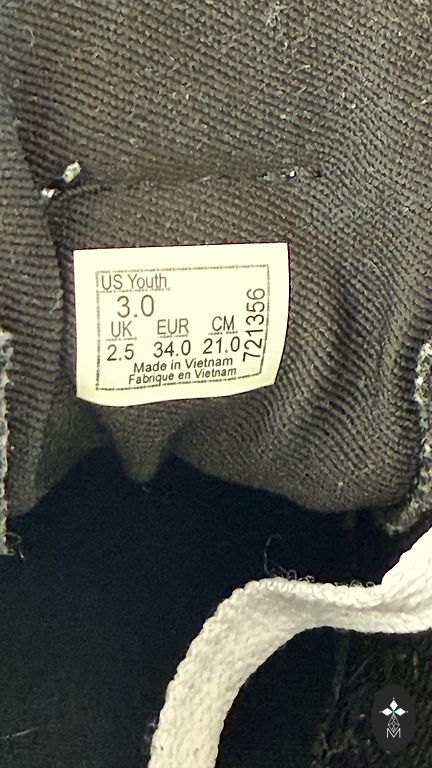 US Youth
3.0
UK EUR CM
2.5 34.0 21.0
Made in Vietnam
Fabrique en Vietnam
721356
M